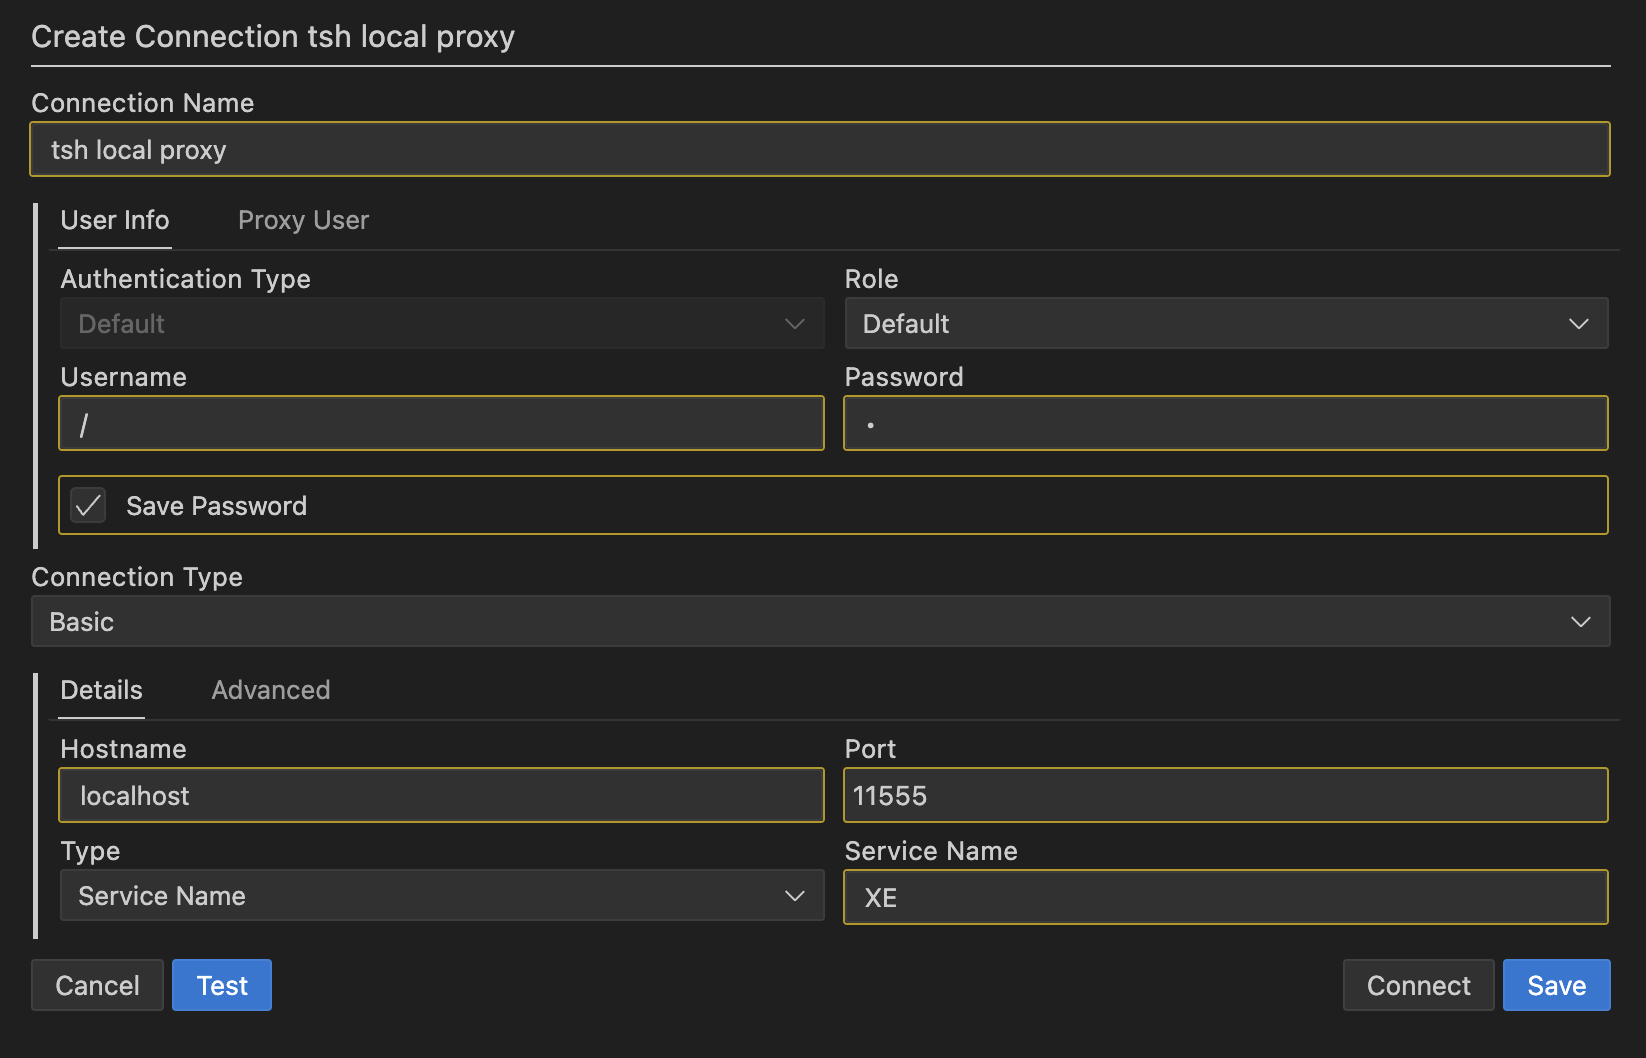 Create Connection tsh local proxy
Connection Name
tsh local proxy
User Info Proxy User
Authentication Type Role
Default Default
Username Password
/ •
Save Password
Connection Type
Basic
Details Advanced
Hostname Port
localhost 11555
Type Service Name
Service Name XE
Cancel Test Connect Save